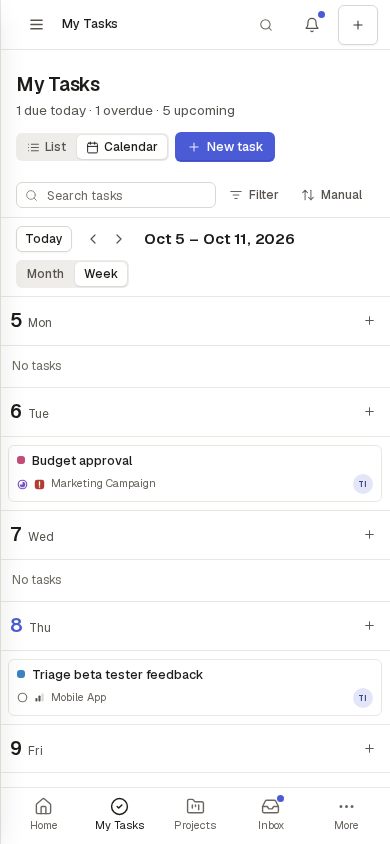 My Tasks
My Tasks
1 due today · 1 overdue · 5 upcoming
List
Calendar
New task
Search tasks
Filter
Manual
Today
Oct 5 – Oct 11, 2026
Month
Week
5 Mon
No tasks
6 Tue
Budget approval
Marketing Campaign
TI
7 Wed
No tasks
8 Thu
Triage beta tester feedback
Mobile App
TI
9 Fri
Home
My Tasks
Projects
Inbox
More